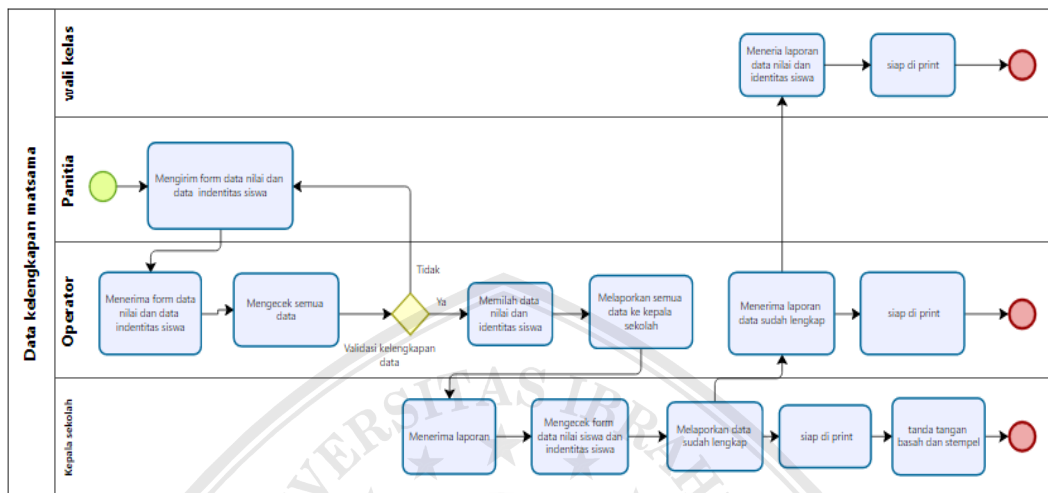 Data kelengkapan matsama
wali kelas
Meneria laporan
data nilai dan
identitas siswa
siap di print
Panitia
Mengirim form data nilai dan
data indentitas siswa
Operator
Menerima form data
nilai dan data
indentitas siswa
Mengecek semua
data
Tidak
Ya
Validasi kelengkapan
data
Memilah data
nilai dan
identitas siswa
Melaporkan semua
data ke kepala
sekolah
Menerima laporan
data sudah lengkap
siap di print
Kepala sekolah
Menerima laporan
Mengecek form
data nilai siswa dan
indentitas siswa
Melaporkan data
sudah lengkap
siap di print
tanda tangan
basah dan stempel